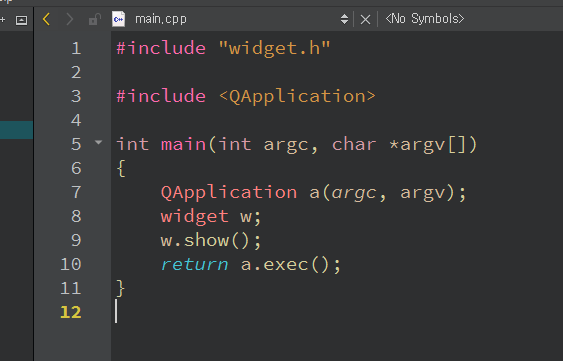 main.cpp <No Symbols>
1 #include "widget.h"
2
3 #include <QApplication>
4
5 int main(int argc, char *argv[])
6 {
7 QApplication a(argc, argv);
8 widget w;
9 w.show();
10 return a.exec();
11 }
12